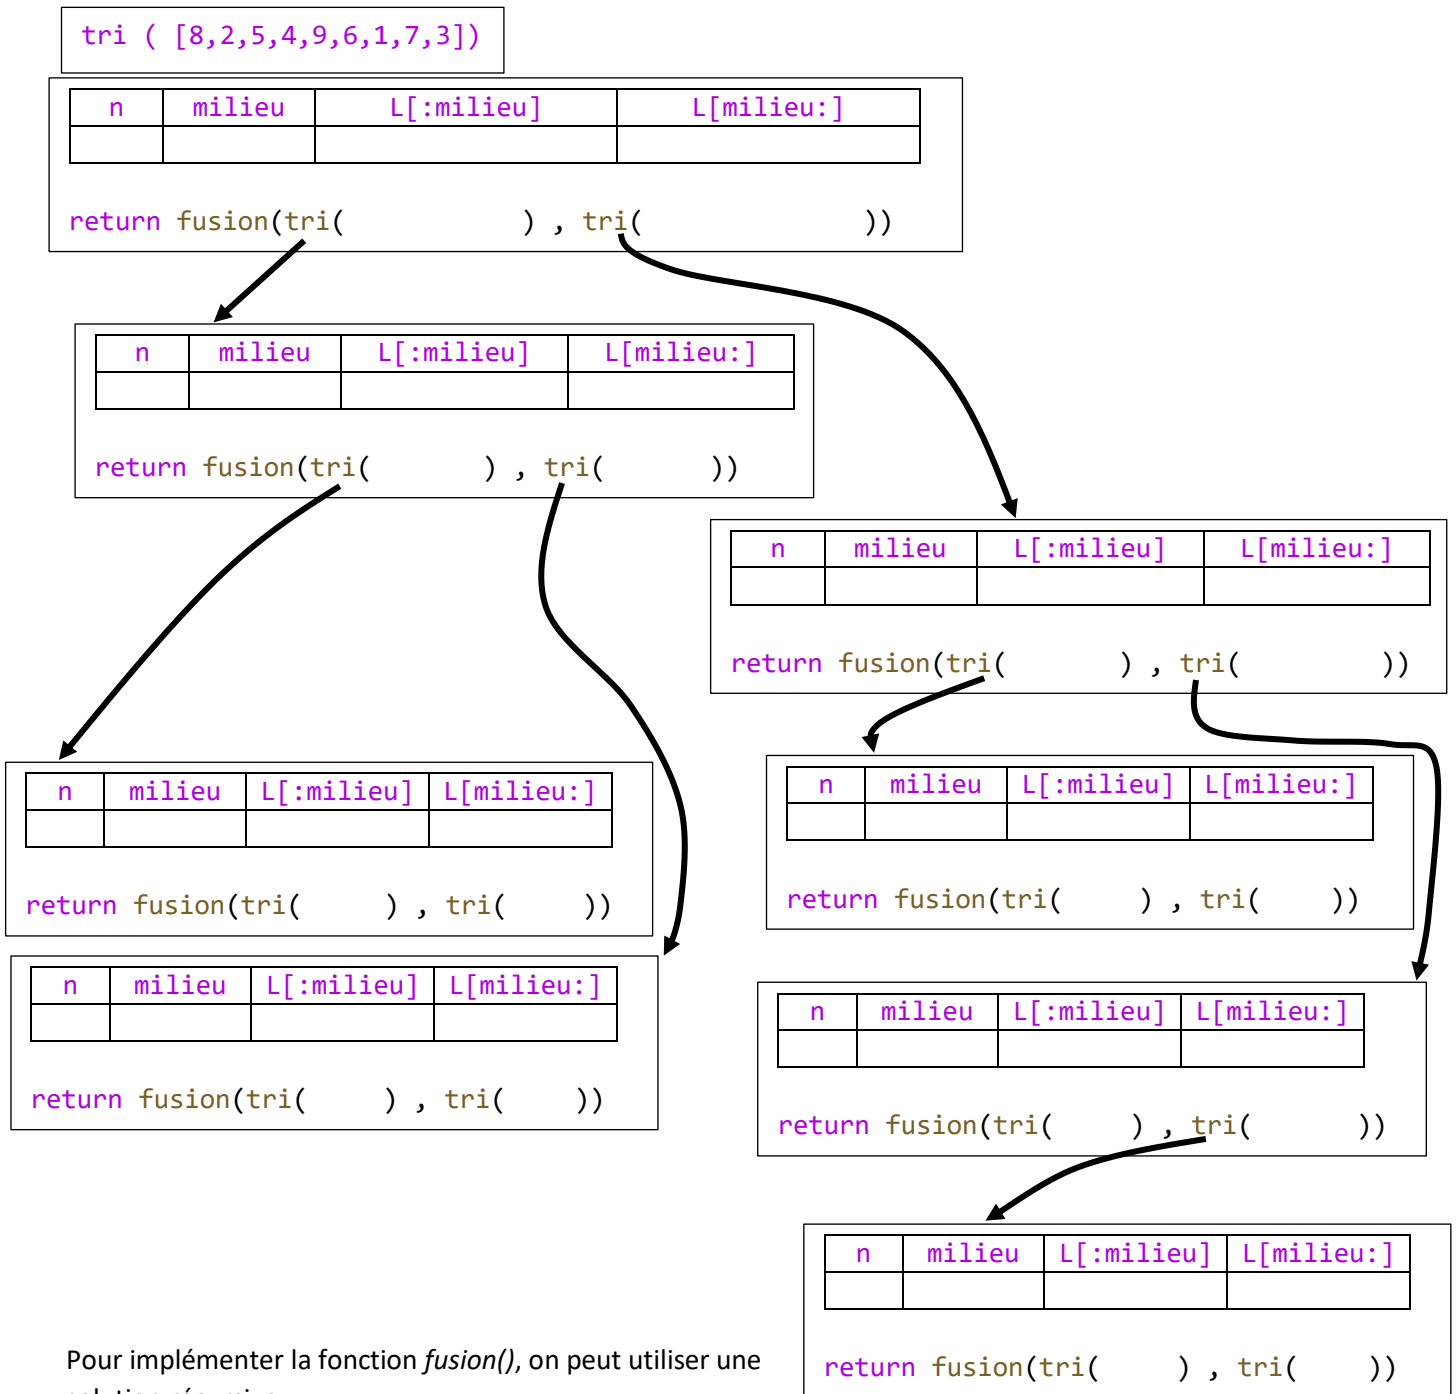 tri ( [8,2,5,4,9,6,1,7,3])
n milieu L[:milieu] L[milieu:]
return fusion(tri( ) , tri( ))
n milieu L[:milieu] L[milieu:]
return fusion(tri( ) , tri( ))
n milieu L[:milieu] L[milieu:]
return fusion(tri( ) , tri( ))
n milieu L[:milieu] L[milieu:]
return fusion(tri( ) , tri( ))
n milieu L[:milieu] L[milieu:]
return fusion(tri( ) , tri( ))
n milieu L[:milieu] L[milieu:]
return fusion(tri( ) , tri( ))
n milieu L[:milieu] L[milieu:]
return fusion(tri( ) , tri( ))
n milieu L[:milieu] L[milieu:]
return fusion(tri( ) , tri( ))
Pour implémenter la fonction fusion(), on peut utiliser une